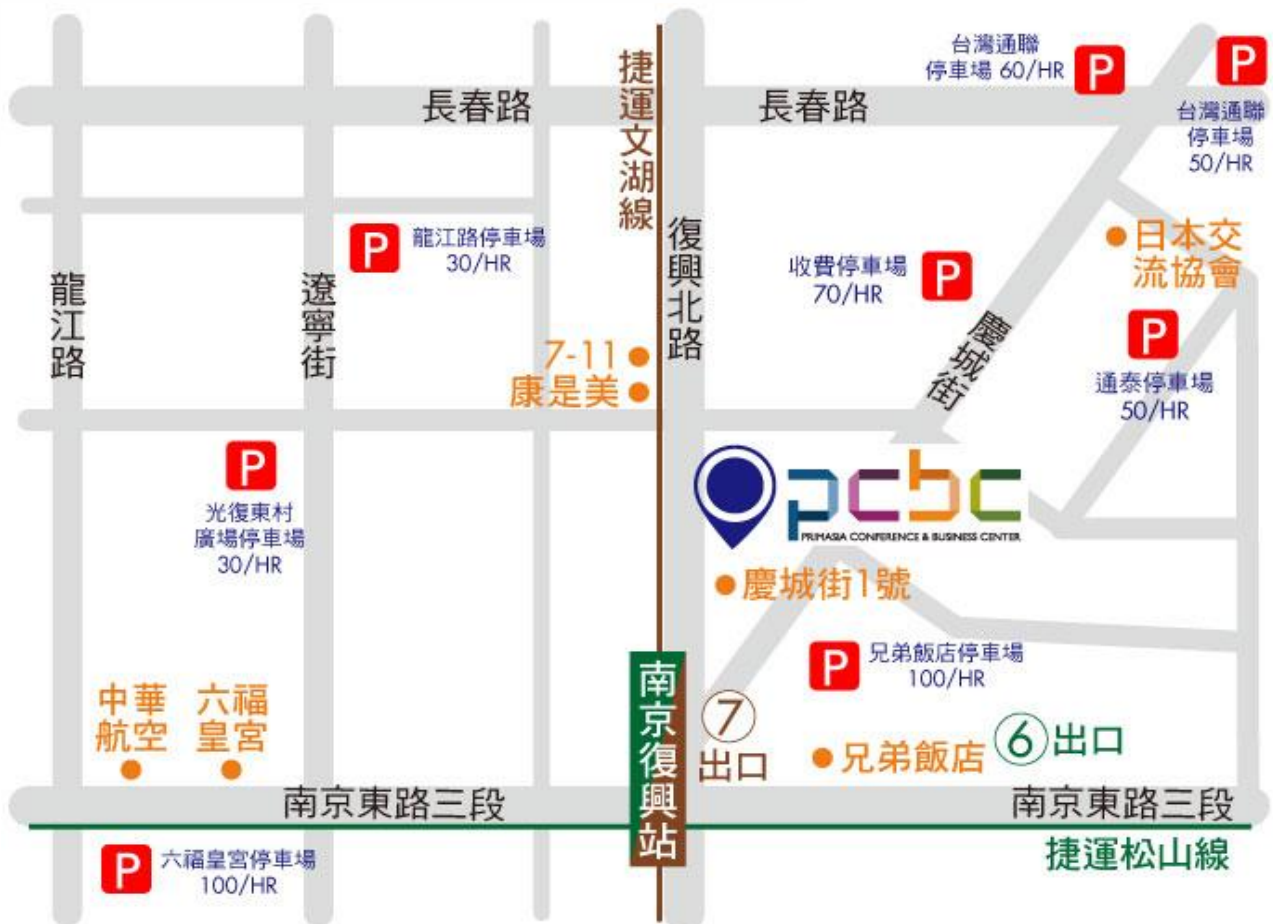 台灣通聯
停車場 60/HR
P
P
長春路
長春路
台灣通聯
停車場
50/HR
捷運文湖線
P
龍江路停車場
30/HR
復興北路
收費停車場
70/HR
P
日本交
流協會
龍江路
遼寧街
慶城街
P
通泰停車場
50/HR
7-11
康是美
P
光復東村
廣場停車場
30/HR
pcbc
PRIMASIA CONFERENCE & BUSINESS CENTER
慶城街1號
P
兄弟飯店停車場
100/HR
南京復興站
中華
航空
六福
皇宮
7
出口
兄弟飯店
6出口
南京東路三段
南京東路三段
捷運松山線
P
六福皇宮停車場
100/HR